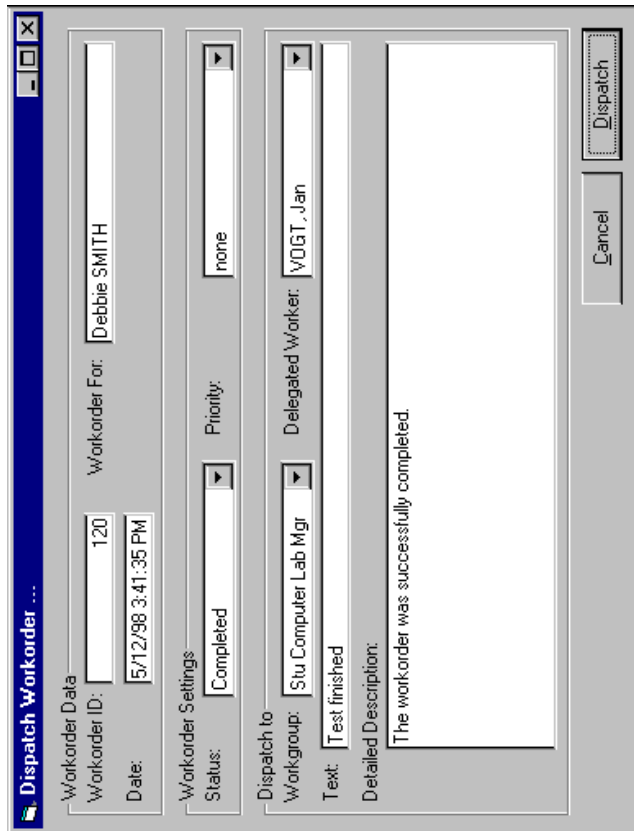 Dispatch Workorder ...
Workorder Data
Workorder ID: 120 Workorder For: Debbie SMITH
Date: 5/12/98 3:41:35 PM
Workorder Settings
Status: Completed Priority: none
Dispatch to
Workgroup: Stu Computer Lab Mgr Delegated Worker: VOGT, Jan
Text: Test finished
Detailed Description:
The workorder was successfully completed.
Cancel Dispatch